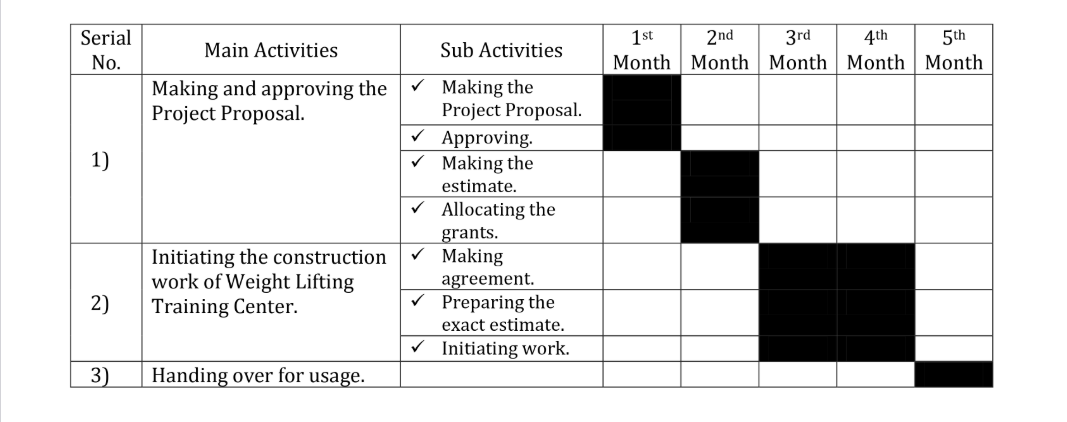 Serial No. Main Activities Sub Activities 1st Month 2nd Month 3rd Month 4th Month 5th Month
1) Making and approving the
Project Proposal.
✓ Making the
Project Proposal.
✓ Approving.
✓ Making the
estimate.
✓ Allocating the
grants.
2) Initiating the construction
work of Weight Lifting
Training Center.
✓ Making
agreement.
✓ Preparing the
exact estimate.
✓ Initiating work.
3) Handing over for usage.